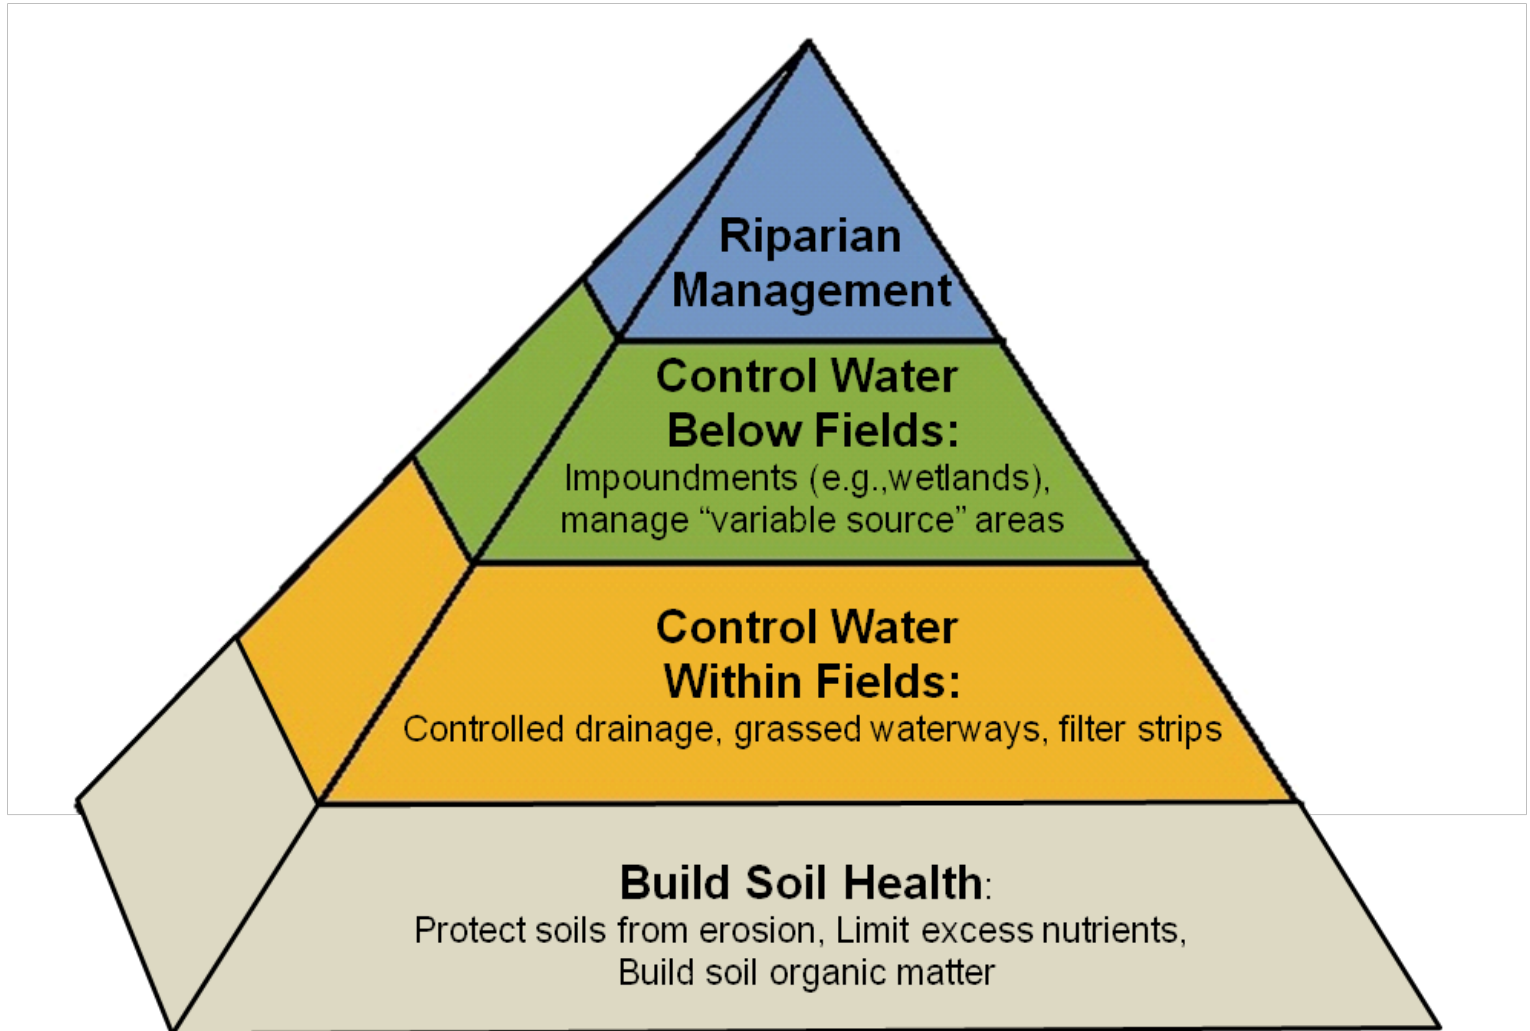 Riparian
Management
Control Water
Below Fields:
Impoundments (e.g.,wetlands),
manage “variable source” areas
Control Water
Within Fields:
Controlled drainage, grassed waterways, filter strips
Build Soil Health:
Protect soils from erosion, Limit excess nutrients,
Build soil organic matter